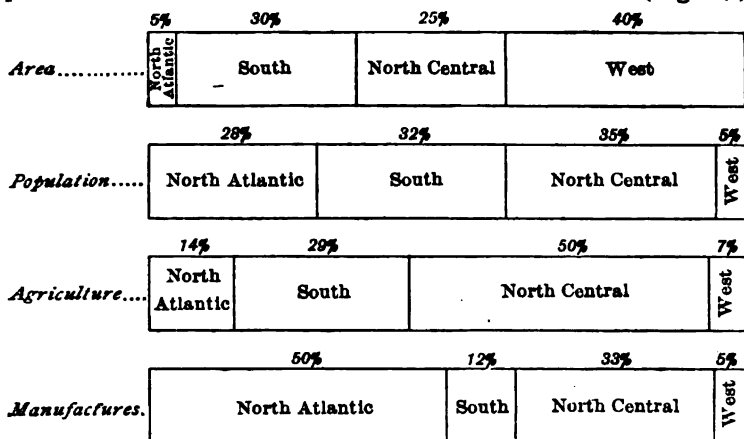 5% 30% 25% 40%
Area.............. North Atlantic South North Central West
28% 32% 35% 5%
Population..... North Atlantic South North Central West
14% 29% 50% 7%
Agriculture.... North Atlantic South North Central West
50% 12% 33% 5%
Manufactures. North Atlantic South North Central West